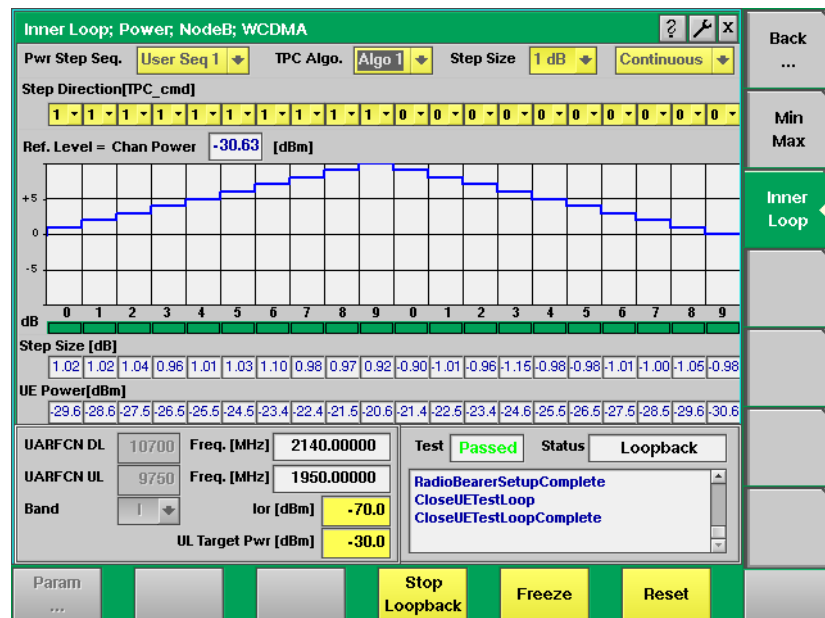 Inner Loop; Power; NodeB; WCDMA ? X
Back
...
Pwr Step Seq. User Seq 1 TPC Algo. Algo 1 Step Size 1 dB Continuous
Step Direction[TPC_cmd]
1 1 1 1 1 1 1 1 1 1 0 0 0 0 0 0 0 0 0 0
Min
Max
Ref. Level = Chan Power -30.63 [dBm]
Inner
Loop
+5
0
-5
dB 0 1 2 3 4 5 6 7 8 9 0 1 2 3 4 5 6 7 8 9
Step Size [dB]
1.02 1.02 1.04 0.96 1.01 1.03 1.10 0.98 0.97 0.92 -0.90 -1.01 -0.96 -1.15 -0.98 -0.98 -1.01 -1.00 -1.05 -0.98
UE Power[dBm]
-29.6 -28.6 -27.5 -26.5 -25.5 -24.5 -23.4 -22.4 -21.5 -20.6 -21.4 -22.5 -23.4 -24.6 -25.5 -26.5 -27.5 -28.5 -29.6 -30.6
UARFCN DL 10700 Freq. [MHz] 2140.00000
UARFCN UL 9750 Freq. [MHz] 1950.00000
Band I Ior [dBm] -70.0
UL Target Pwr [dBm] -30.0
Test Passed Status Loopback
RadioBearerSetupComplete
CloseUETestLoop
CloseUETestLoopComplete
Param
...
Stop
Loopback
Freeze
Reset